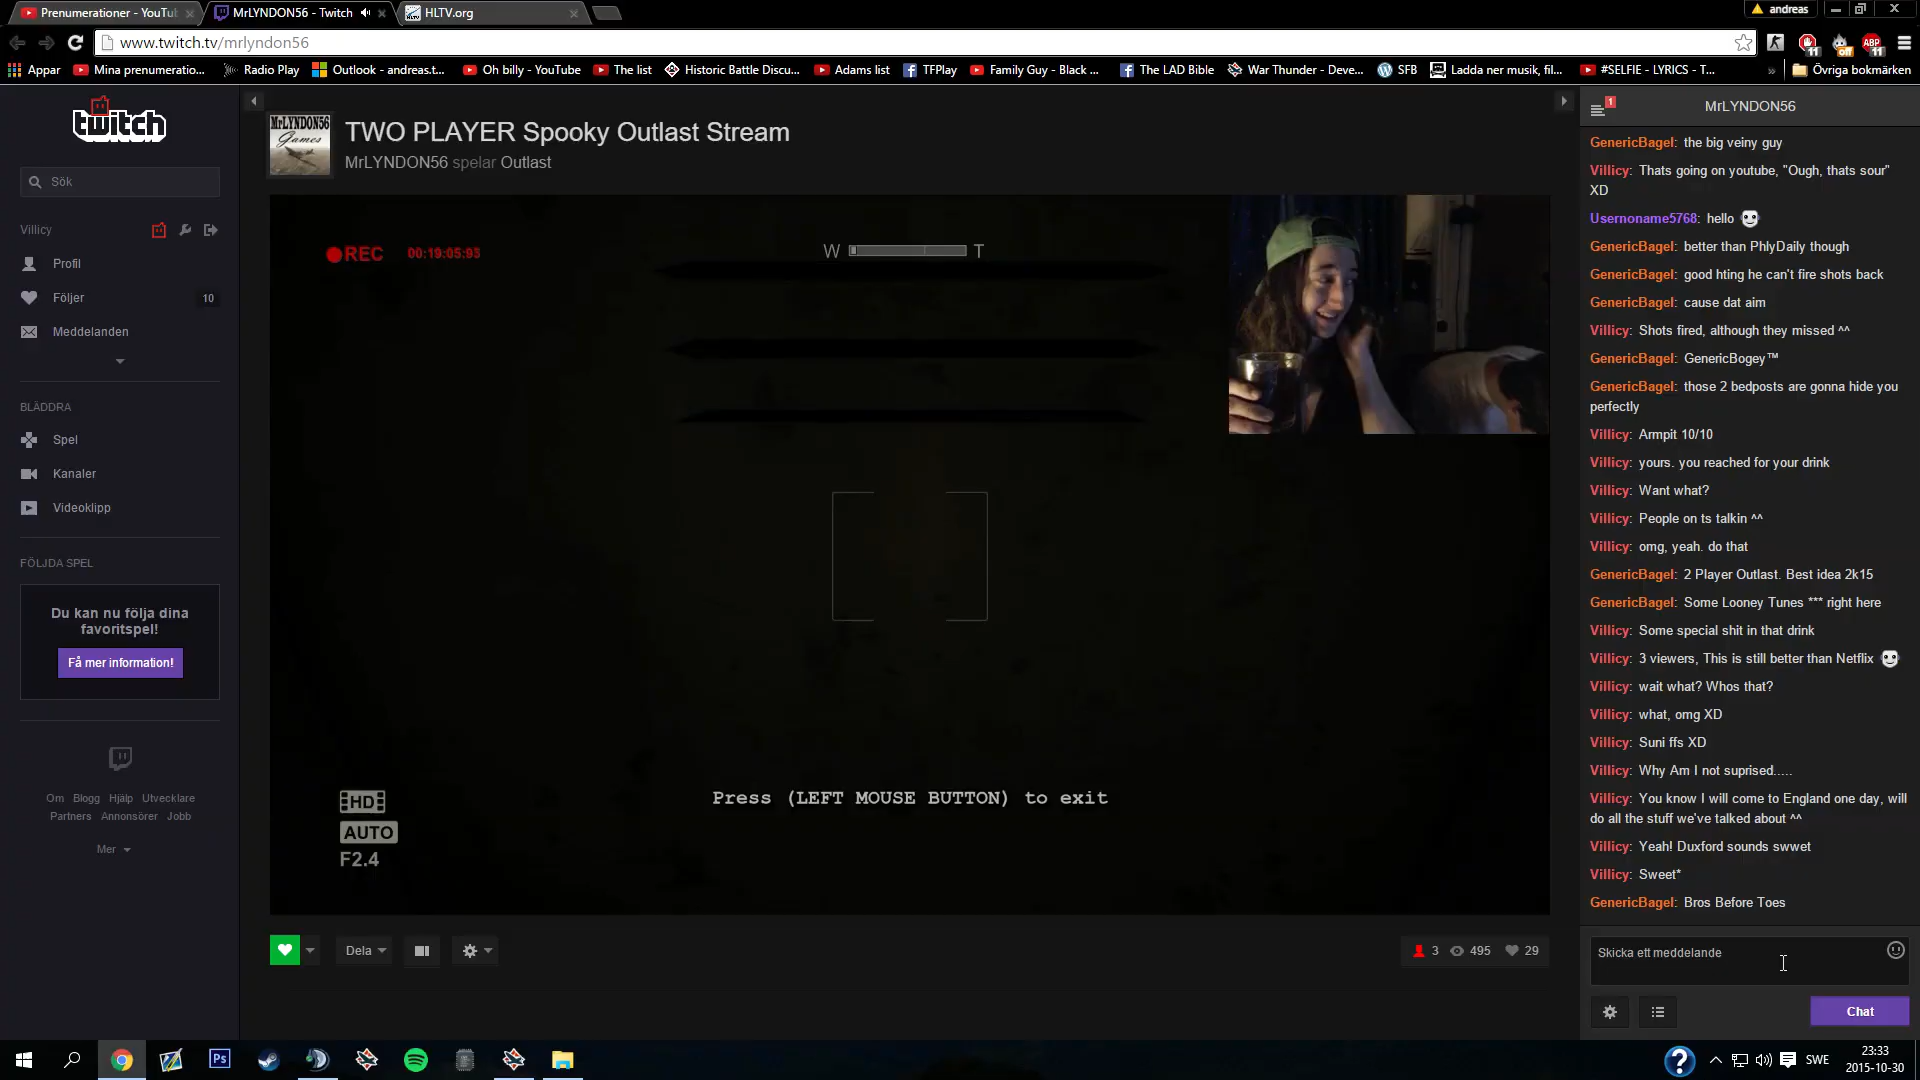 Prenumerationer - YouTu
MrLYNDON56 - Twitch
HLTV.org
andreas
www.twitch.tv/mrlyndon56
Appar
Mina prenumeratio...
Radio Play
Outlook - andreas.t...
Oh billy - YouTube
The list
Historic Battle Discu...
Adams list
TFPlay
Family Guy - Black ...
The LAD Bible
War Thunder - Deve...
SFB
Ladda ner musik, fil...
#SELFIE - LYRICS - T...
»
Övriga bokmärken
11
off
ABP
11
twitch
Sök
Villicy
Profil
Följer 10
Meddelanden
BLÄDDRA
Spel
Kanaler
Videoklipp
FÖLJDA SPEL
Du kan nu följa dina
favoritspel!
Få mer information!
Om Blogg Hjälp Utvecklare
Partners Annonsörer Jobb
Mer
MrLYNDON56
Games
TWO PLAYER Spooky Outlast Stream
MrLYNDON56 spelar Outlast
REC 00:19:05:93
W T
Press (LEFT MOUSE BUTTON) to exit
HD
AUTO
F2.4
Dela
3 495 29
1
MrLYNDON56
GenericBagel: the big veiny guy
Villicy: Thats going on youtube, "Ough, thats sour"
XD
Usernoname5768: hello
GenericBagel: better than PhlyDaily though
GenericBagel: good hting he can't fire shots back
GenericBagel: cause dat aim
Villicy: Shots fired, although they missed ^^
GenericBagel: GenericBogey™
GenericBagel: those 2 bedposts are gonna hide you
perfectly
Villicy: Armpit 10/10
Villicy: yours. you reached for your drink
Villicy: Want what?
Villicy: People on ts talkin ^^
Villicy: omg, yeah. do that
GenericBagel: 2 Player Outlast. Best idea 2k15
GenericBagel: Some Looney Tunes *** right here
Villicy: Some special shit in that drink
Villicy: 3 viewers, This is still better than Netflix
Villicy: wait what? Whos that?
Villicy: what, omg XD
Villicy: Suni ffs XD
Villicy: Why Am I not suprised.....
Villicy: You know I will come to England one day, will
do all the stuff we've talked about ^^
Villicy: Yeah! Duxford sounds swwet
Villicy: Sweet*
GenericBagel: Bros Before Toes
Skicka ett meddelande
Chat
Ps
?
SWE
23:33
2015-10-30